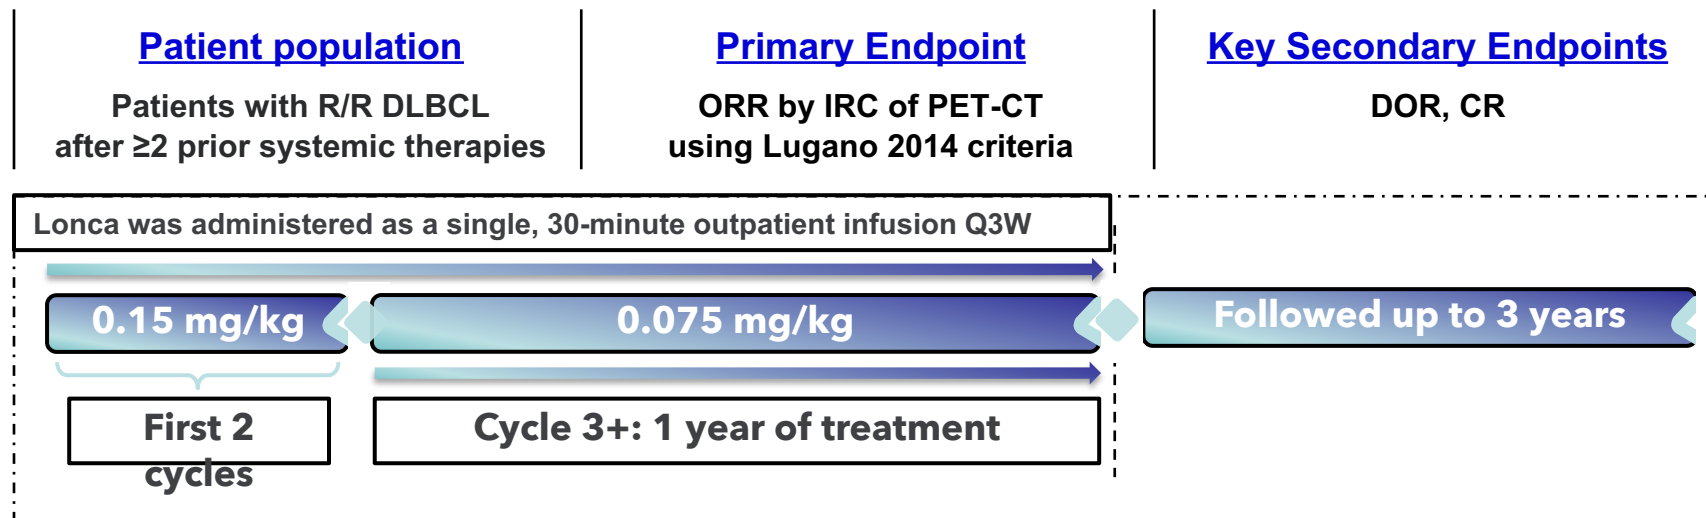 Patient population
Patients with R/R DLBCL
after ≥2 prior systemic therapies
Primary Endpoint
ORR by IRC of PET-CT
using Lugano 2014 criteria
Key Secondary Endpoints
DOR, CR
Lonca was administered as a single, 30-minute outpatient infusion Q3W
0.15 mg/kg
0.075 mg/kg
Followed up to 3 years
First 2
cycles
Cycle 3+: 1 year of treatment